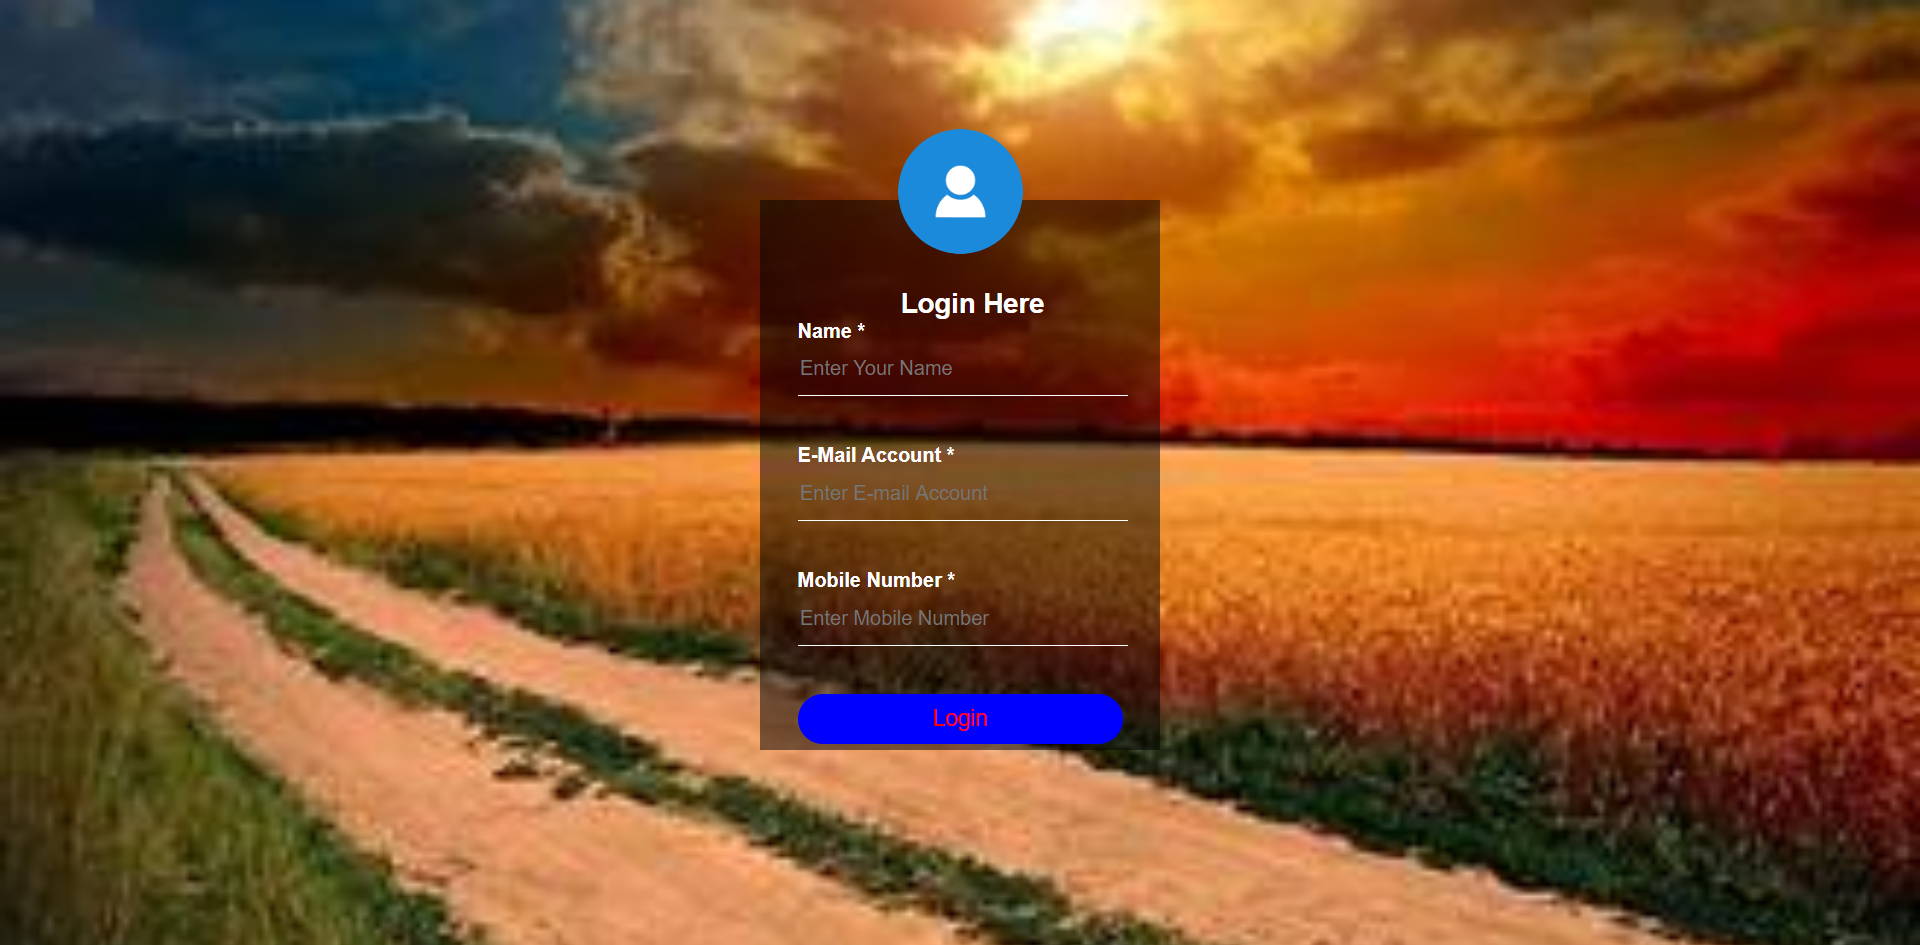 Login Here
Name *
Enter Your Name
E-Mail Account *
Enter E-mail Account
Mobile Number *
Enter Mobile Number
Login